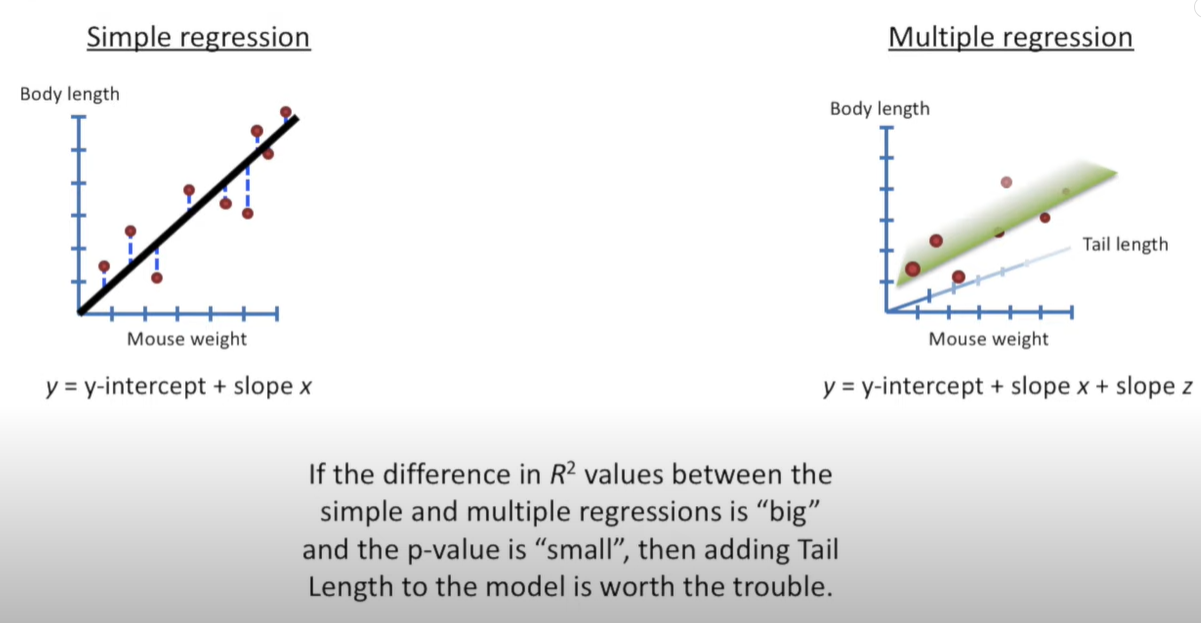 Simple regression
Multiple regression
Body length
Body length
Tail length
Mouse weight
Mouse weight
y = y-intercept + slope x
y = y-intercept + slope x + slope z
If the difference in R² values between the
simple and multiple regressions is “big”
and the p-value is “small”, then adding Tail
Length to the model is worth the trouble.